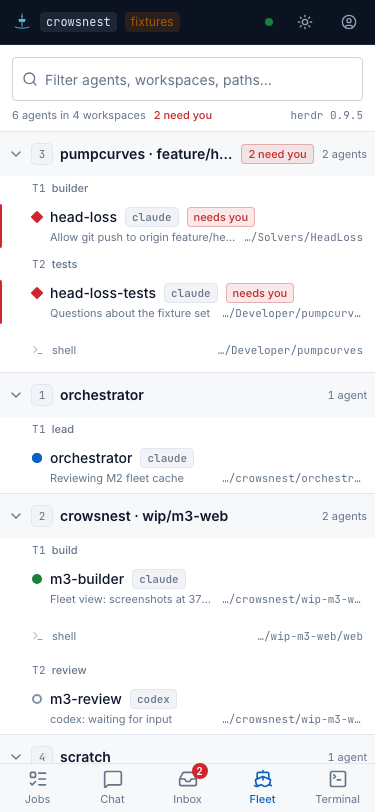 crowsnest fixtures
Filter agents, workspaces, paths...
6 agents in 4 workspaces 2 need you herdr 0.9.5
3 pumpcurves · feature/h... 2 need you 2 agents
T1 builder
head-loss claude needs you
Allow git push to origin feature/he... …/Solvers/HeadLoss
T2 tests
head-loss-tests claude needs you
Questions about the fixture set …/Developer/pumpcurv…
>_ shell …/Developer/pumpcurves
1 orchestrator 1 agent
T1 lead
orchestrator claude
Reviewing M2 fleet cache …/crowsnest/orchestr…
2 crowsnest · wip/m3-web 2 agents
T1 build
m3-builder claude
Fleet view: screenshots at 37... …/crowsnest/wip-m3-w…
>_ shell …/wip-m3-web/web
T2 review
m3-review codex
codex: waiting for input …/crowsnest/wip-m3-w…
4 scratch 1 agent
2
Jobs Chat Inbox Fleet Terminal